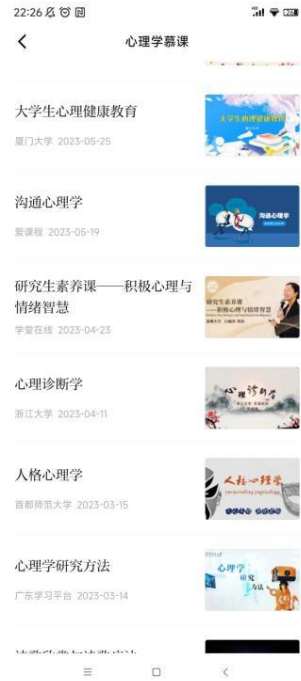 22:26
心理学慕课
大学生心理健康教育
厦门大学 2023-05-25
大学生心理健康教育
沟通心理学
爱课程 2023-05-19
沟通心理学
研究生素养课——积极心理与
情绪智慧
学堂在线 2023-04-23
研究生素养课
——积极心理与情绪智慧
心理诊断学
浙江大学 2023-04-11
心理诊断学
人格心理学
首都师范大学 2023-03-15
人格心理学
心理学研究方法
广东学习平台 2023-03-14
心理学
研究
方法